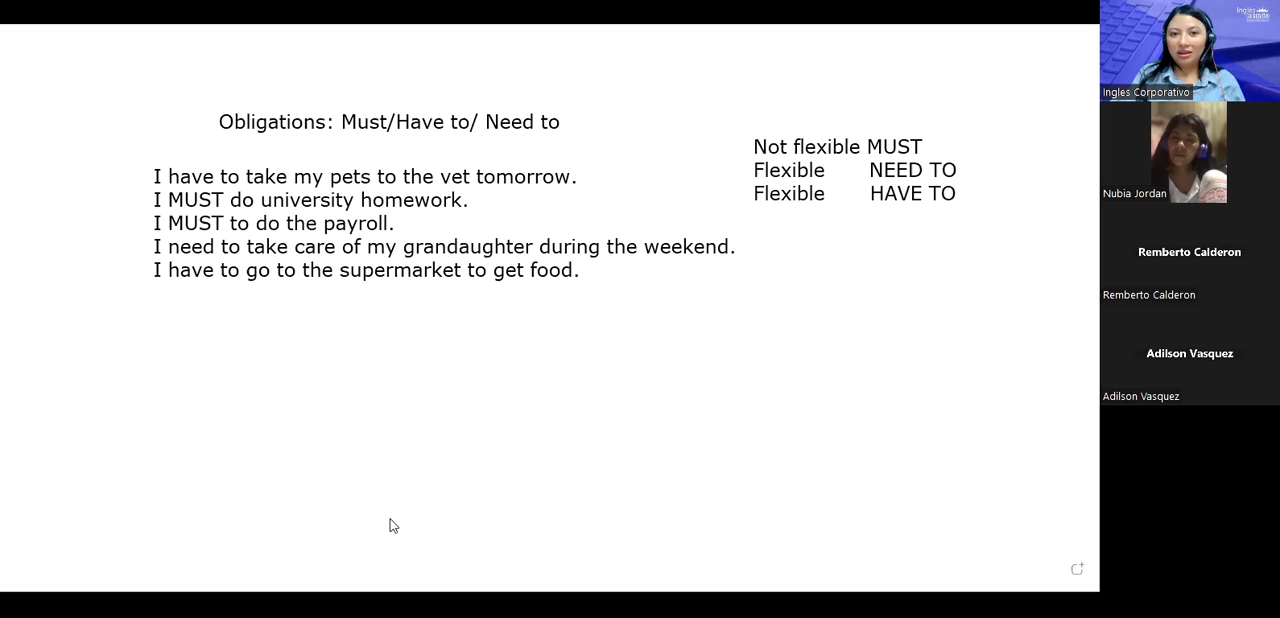 Obligations: Must/Have to/ Need to
I have to take my pets to the vet tomorrow.
I MUST do university homework.
I MUST to do the payroll.
I need to take care of my grandaughter during the weekend.
I have to go to the supermarket to get food.
Not flexible MUST
Flexible NEED TO
Flexible HAVE TO
Ingles
Ingles Corporativo
Nubia Jordan
Remberto Calderon
Remberto Calderon
Adilson Vasquez
Adilson Vasquez